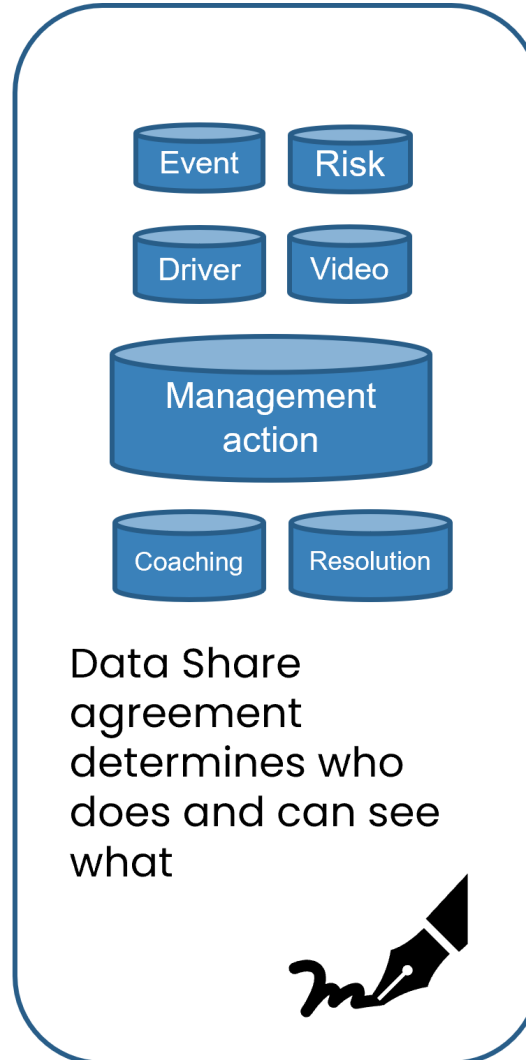 Event
Risk
Driver
Video
Management
action
Coaching
Resolution
Data Share
agreement
determines who
does and can see
what